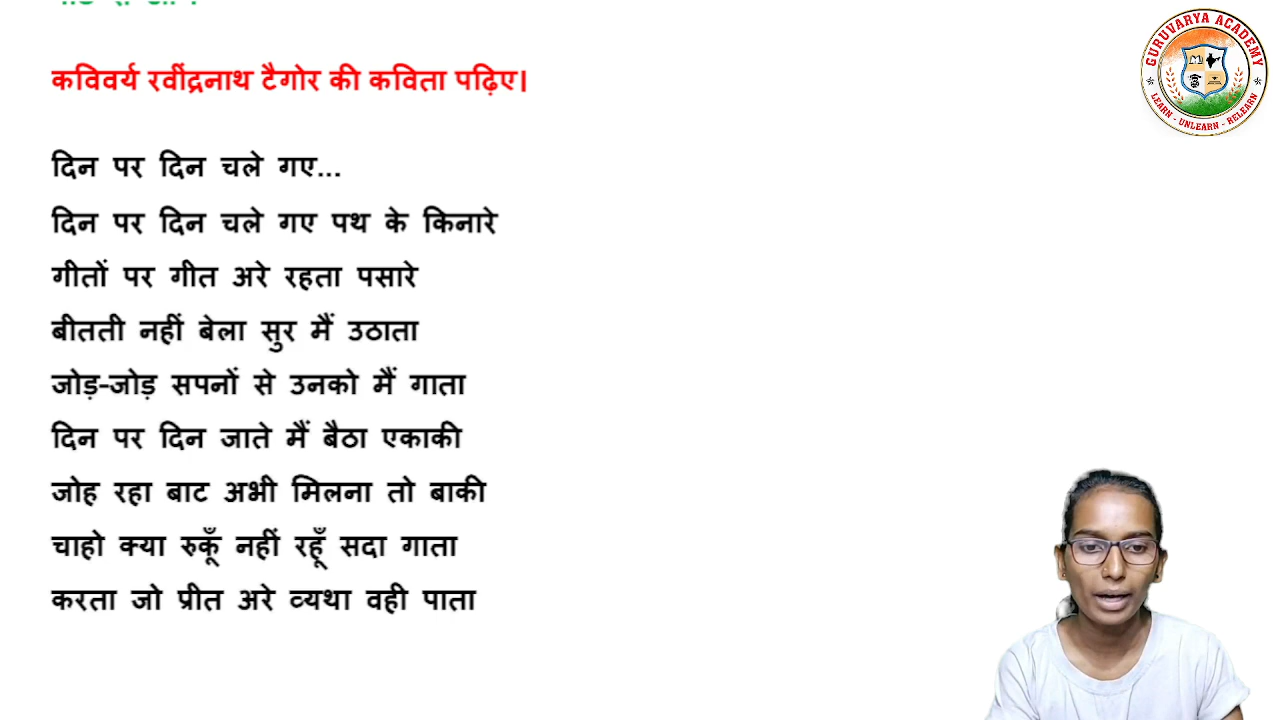 कविवर्य रवींद्रनाथ टैगोर की कविता पढ़िए।
दिन पर दिन चले गए...
दिन पर दिन चले गए पथ के किनारे
गीतों पर गीत अरे रहता पसारे
बीतती नहीं बेला सुर मैं उठाता
जोड़-जोड़ सपनों से उनको मैं गाता
दिन पर दिन जाते मैं बैठा एकाकी
जोह रहा बाट अभी मिलना तो बाकी
चाहो क्या रुकूँ नहीं रहूँ सदा गाता
करता जो प्रीत अरे व्यथा वही पाता
GURUVARYA ACADEMY
LEARN - UNLEARN - RELEARN